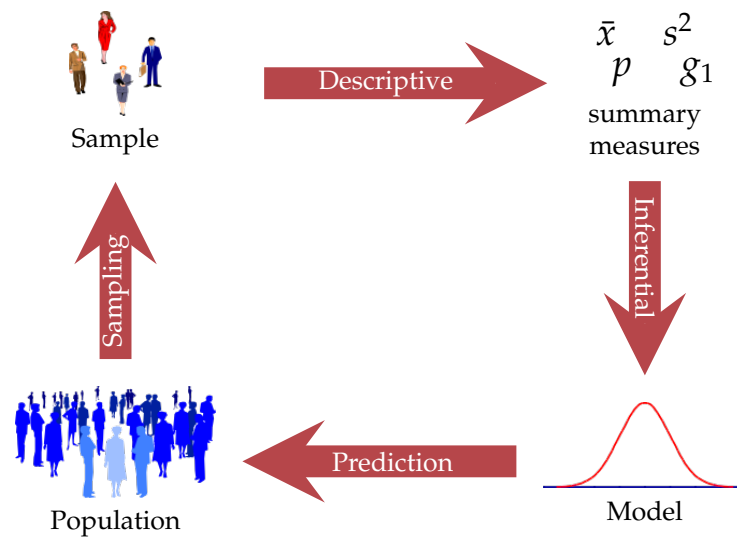 x̄ s²
p g₁
summary
measures
Descriptive
Sample
Sampling
Inferential
Prediction
Population
Model